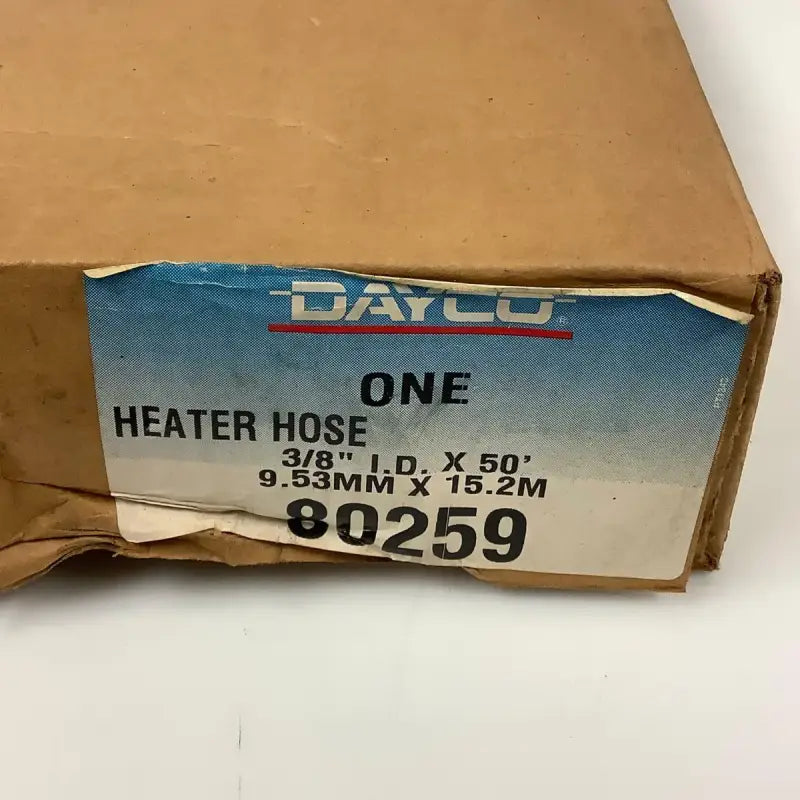 DAYCO®
ONE
HEATER HOSE
3/8" I.D. X 50'
9.53MM X 15.2M
80259